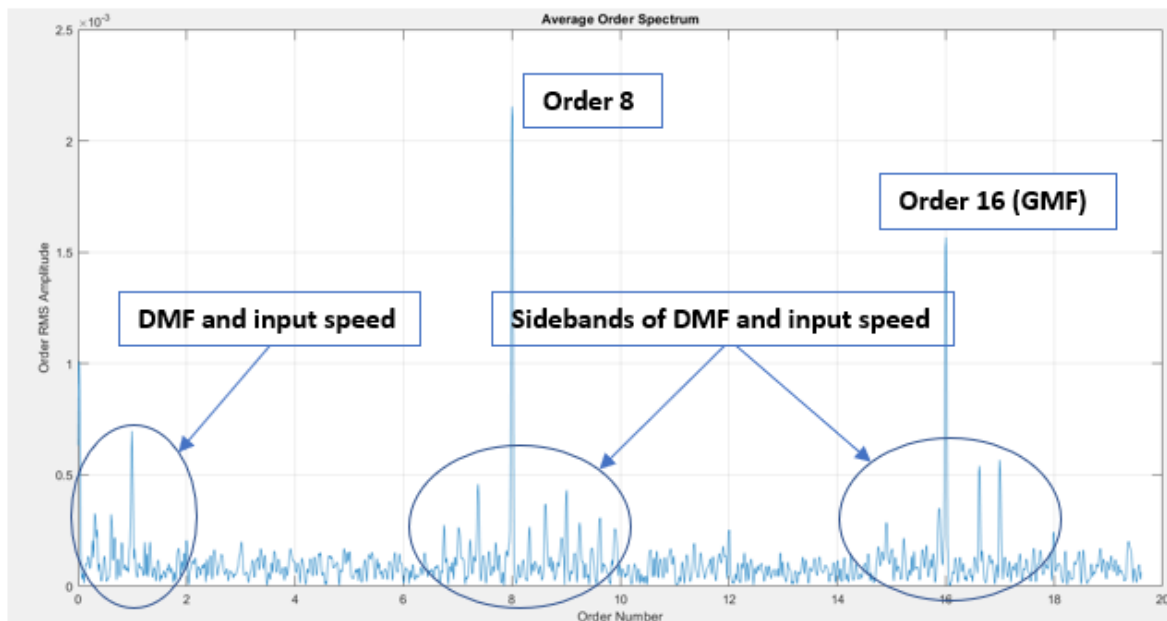 Average Order Spectrum
×10⁻³
2.5
2
1.5
1
0.5
0
Order RMS Amplitude
Order 8
Order 16 (GMF)
DMF and input speed
Sidebands of DMF and input speed
0 2 4 6 8 10 12 14 16 18 20
Order Number